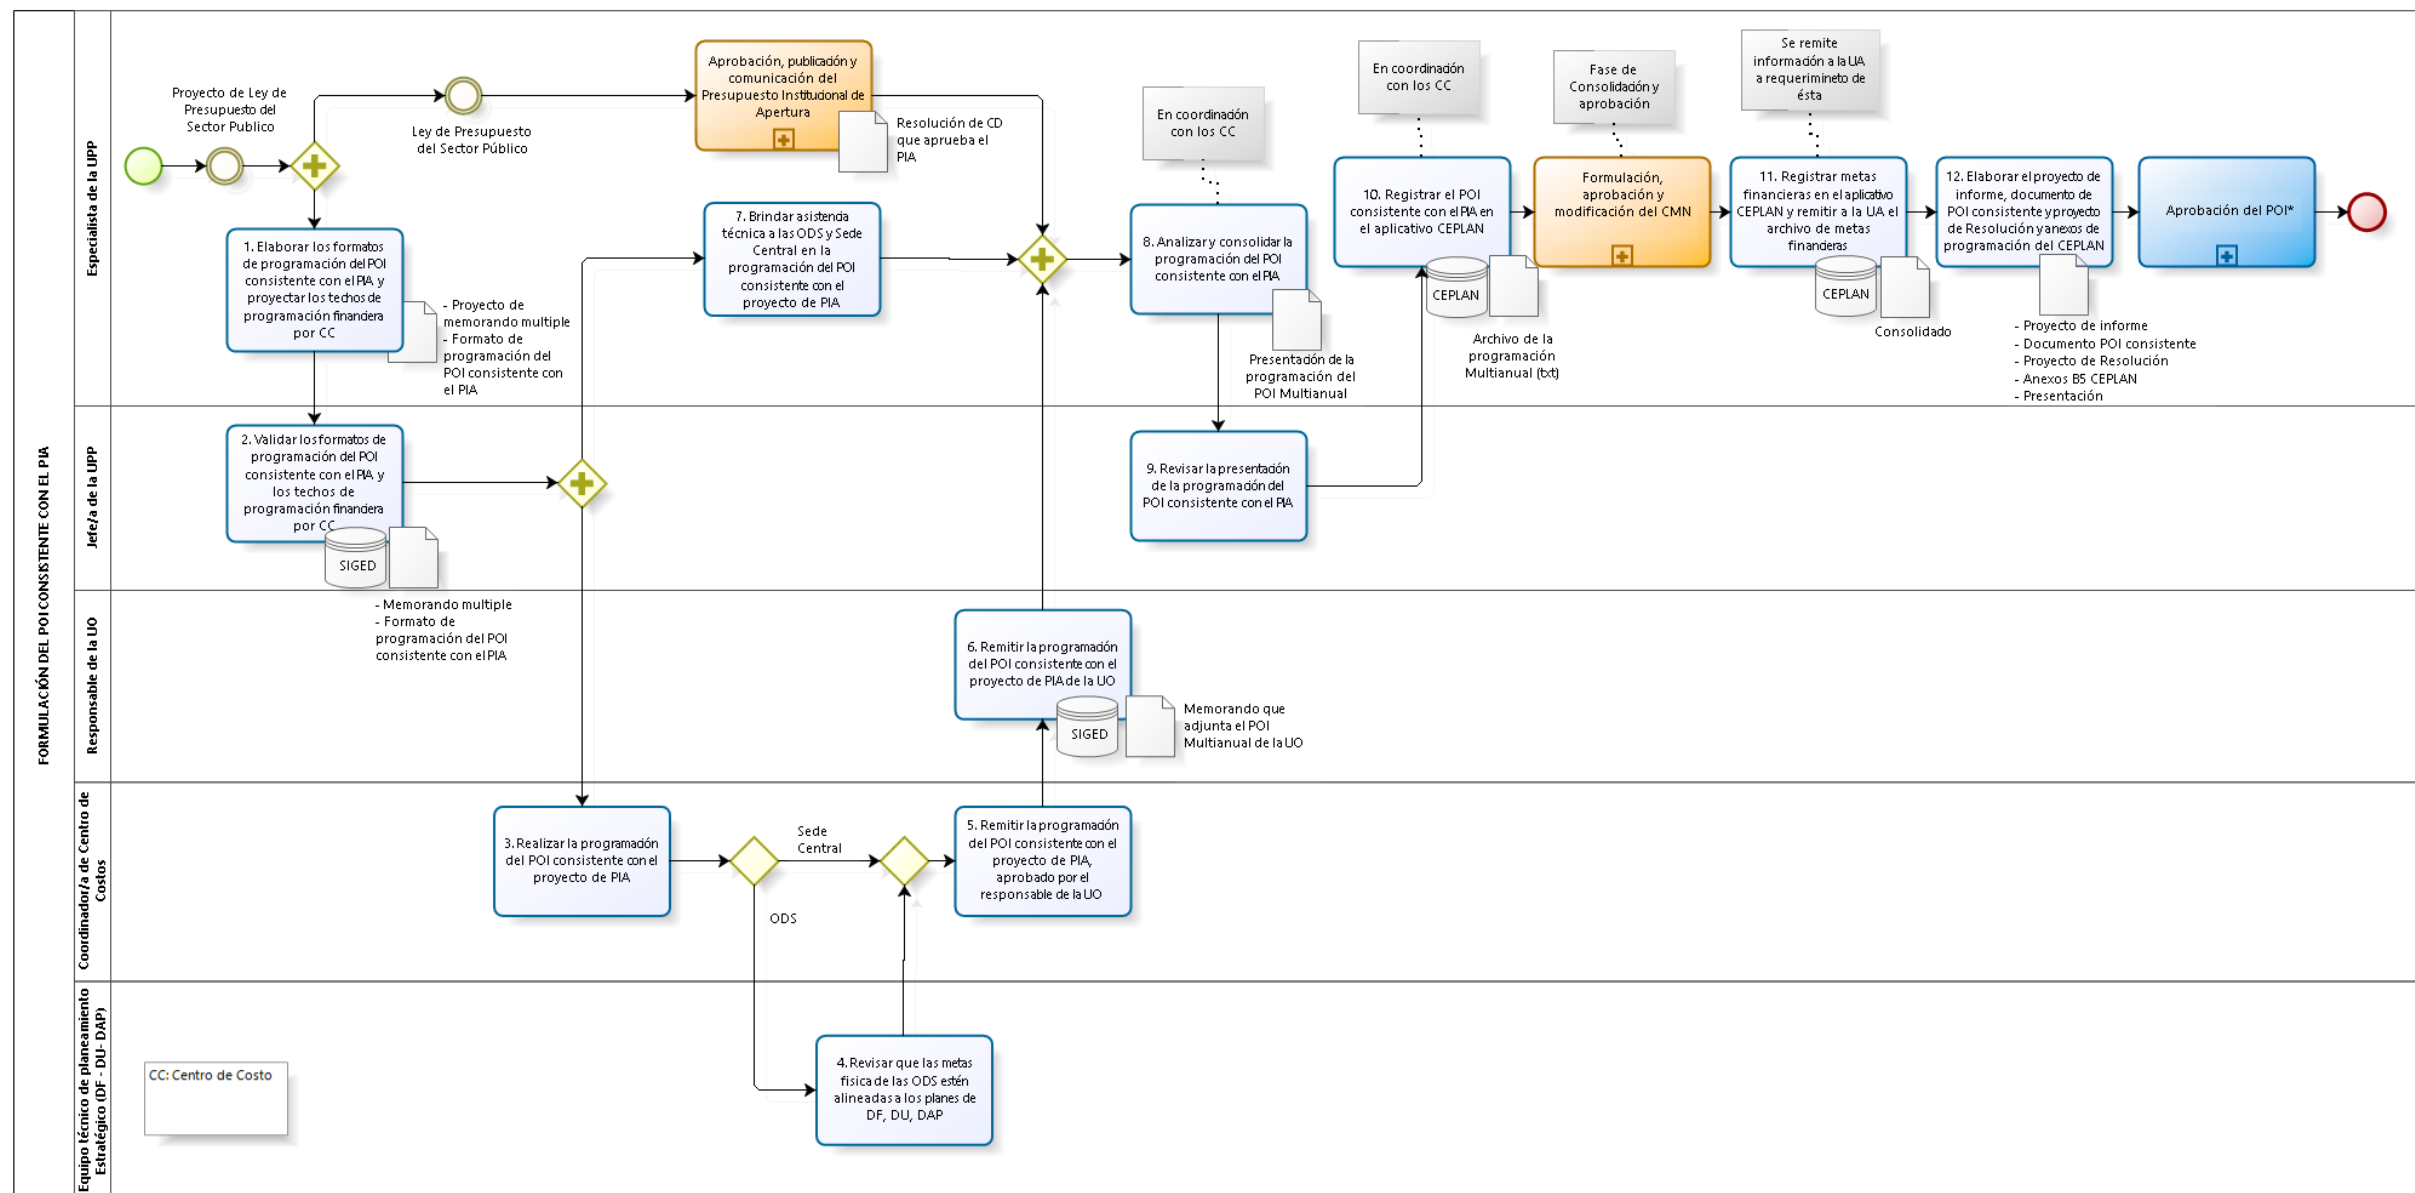 FORMULACIÓN DEL POI CONSISTENTE CON EL PIA
Especialista de la UPP
Proyecto de Ley de
Presupuesto del
Sector Publico
Ley de Presupuesto
del Sector Público
Aprobación, publicación y
comunicación del
Presupuesto Institucional de
Apertura
Resolución de CD
que aprueba el
PIA
1. Elaborar los formatos
de programación del POI
consistente con el PIA y
proyectar los techos de
programación financiera
por CC
- Proyecto de
memorando multiple
- Formato de
programación del
POI consistente con
el PIA
7. Brindar asistencia
técnica a las ODS y Sede
Central en la
programación del POI
consistente con el
proyecto de PIA
En coordinación
con los CC
8. Analizar y consolidar la
programación del POI
consistente con el PIA
Presentación de la
programación del
POI Multianual
En coordinación
con los CC
10. Registrar el POI
consistente con el PIA en
el aplicativo CEPLAN
CEPLAN
Archivo de la
programación
Multianual (txt)
Fase de
Consolidación y
aprobación
Formulación,
aprobación y
modificación del CMN
Se remite
información a la UA
a requerimineto de
ésta
11. Registrar metas
financieras en el aplicativo
CEPLAN y remitir a la UA el
archivo de metas
financieras
CEPLAN
Consolidado
12. Elaborar el proyecto de
informe, documento de
POI consistente y proyecto
de Resolución y anexos de
programación del CEPLAN
- Proyecto de informe
- Documento POI consistente
- Proyecto de Resolución
- Anexos B5 CEPLAN
- Presentación
Aprobación del POI*
Jefe/a de la UPP
2. Validar los formatos de
programación del POI
consistente con el PIA y
los techos de
programación financiera
por CC
SIGED
- Memorando multiple
- Formato de
programación del POI
consistente con el PIA
9. Revisar la presentación
de la programación del
POI consistente con el PIA
Responsable de la UO
6. Remitir la programación
del POI consistente con el
proyecto de PIA de la UO
SIGED
Memorando que
adjunta el POI
Multianual de la UO
Coordinador/a de Centro de
Costos
3. Realizar la programación
del POI consistente con el
proyecto de PIA
Sede
Central
ODS
5. Remitir la programación
del POI consistente con el
proyecto de PIA,
aprobado por el
responsable de la UO
Equipo técnico de planeamiento
Estratégico (DF - DU- DAP)
CC: Centro de Costo
4. Revisar que las metas
fisica de las ODS estén
alineadas a los planes de
DF, DU, DAP